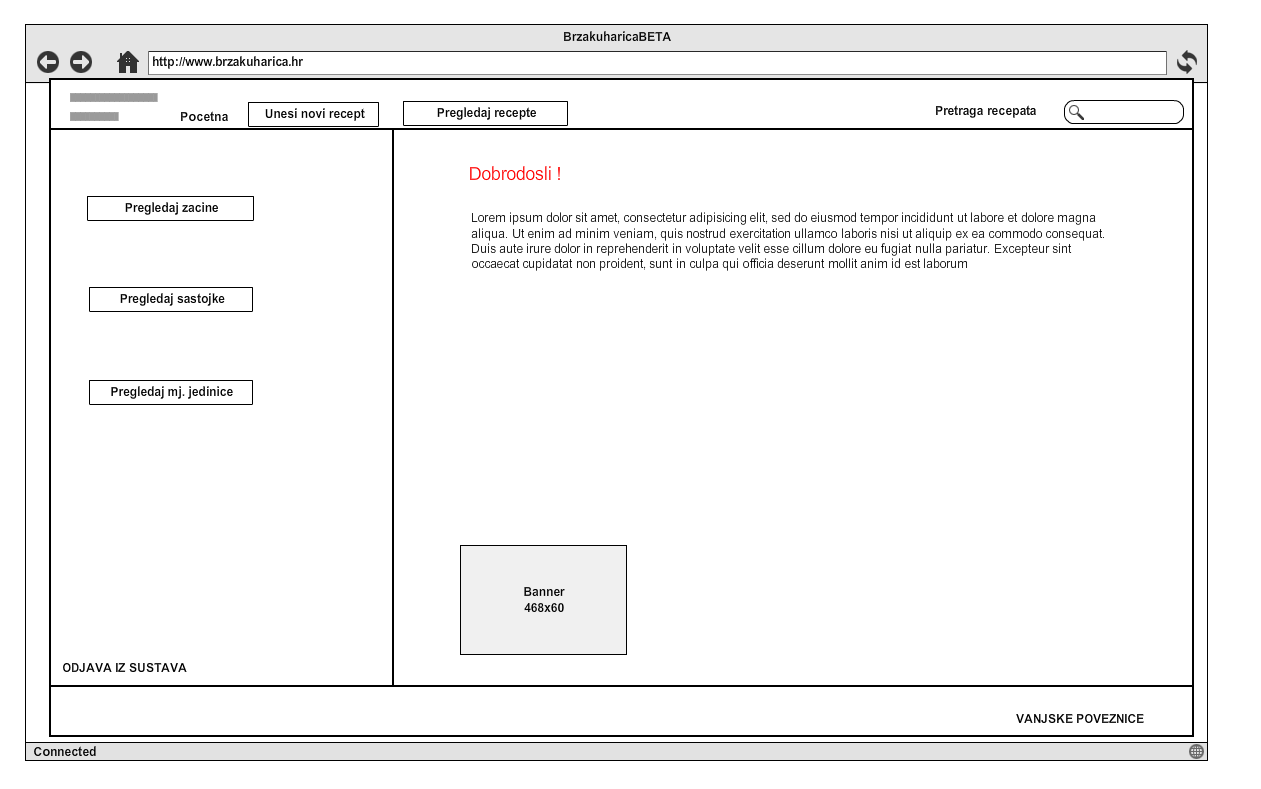 BrzakuharicaBETA
http://www.brzakuharica.hr
Pocetna
Unesi novi recept
Pregledaj recepte
Pretraga recepata
Pregledaj zacine
Pregledaj sastojke
Pregledaj mj. jedinice
ODJAVA IZ SUSTAVA
Dobrodosli !
Lorem ipsum dolor sit amet, consectetur adipisicing elit, sed do eiusmod tempor incididunt ut labore et dolore magna
aliqua. Ut enim ad minim veniam, quis nostrud exercitation ullamco laboris nisi ut aliquip ex ea commodo consequat.
Duis aute irure dolor in reprehenderit in voluptate velit esse cillum dolore eu fugiat nulla pariatur. Excepteur sint
occaecat cupidatat non proident, sunt in culpa qui officia deserunt mollit anim id est laborum
Banner
468x60
VANJSKE POVEZNICE
Connected